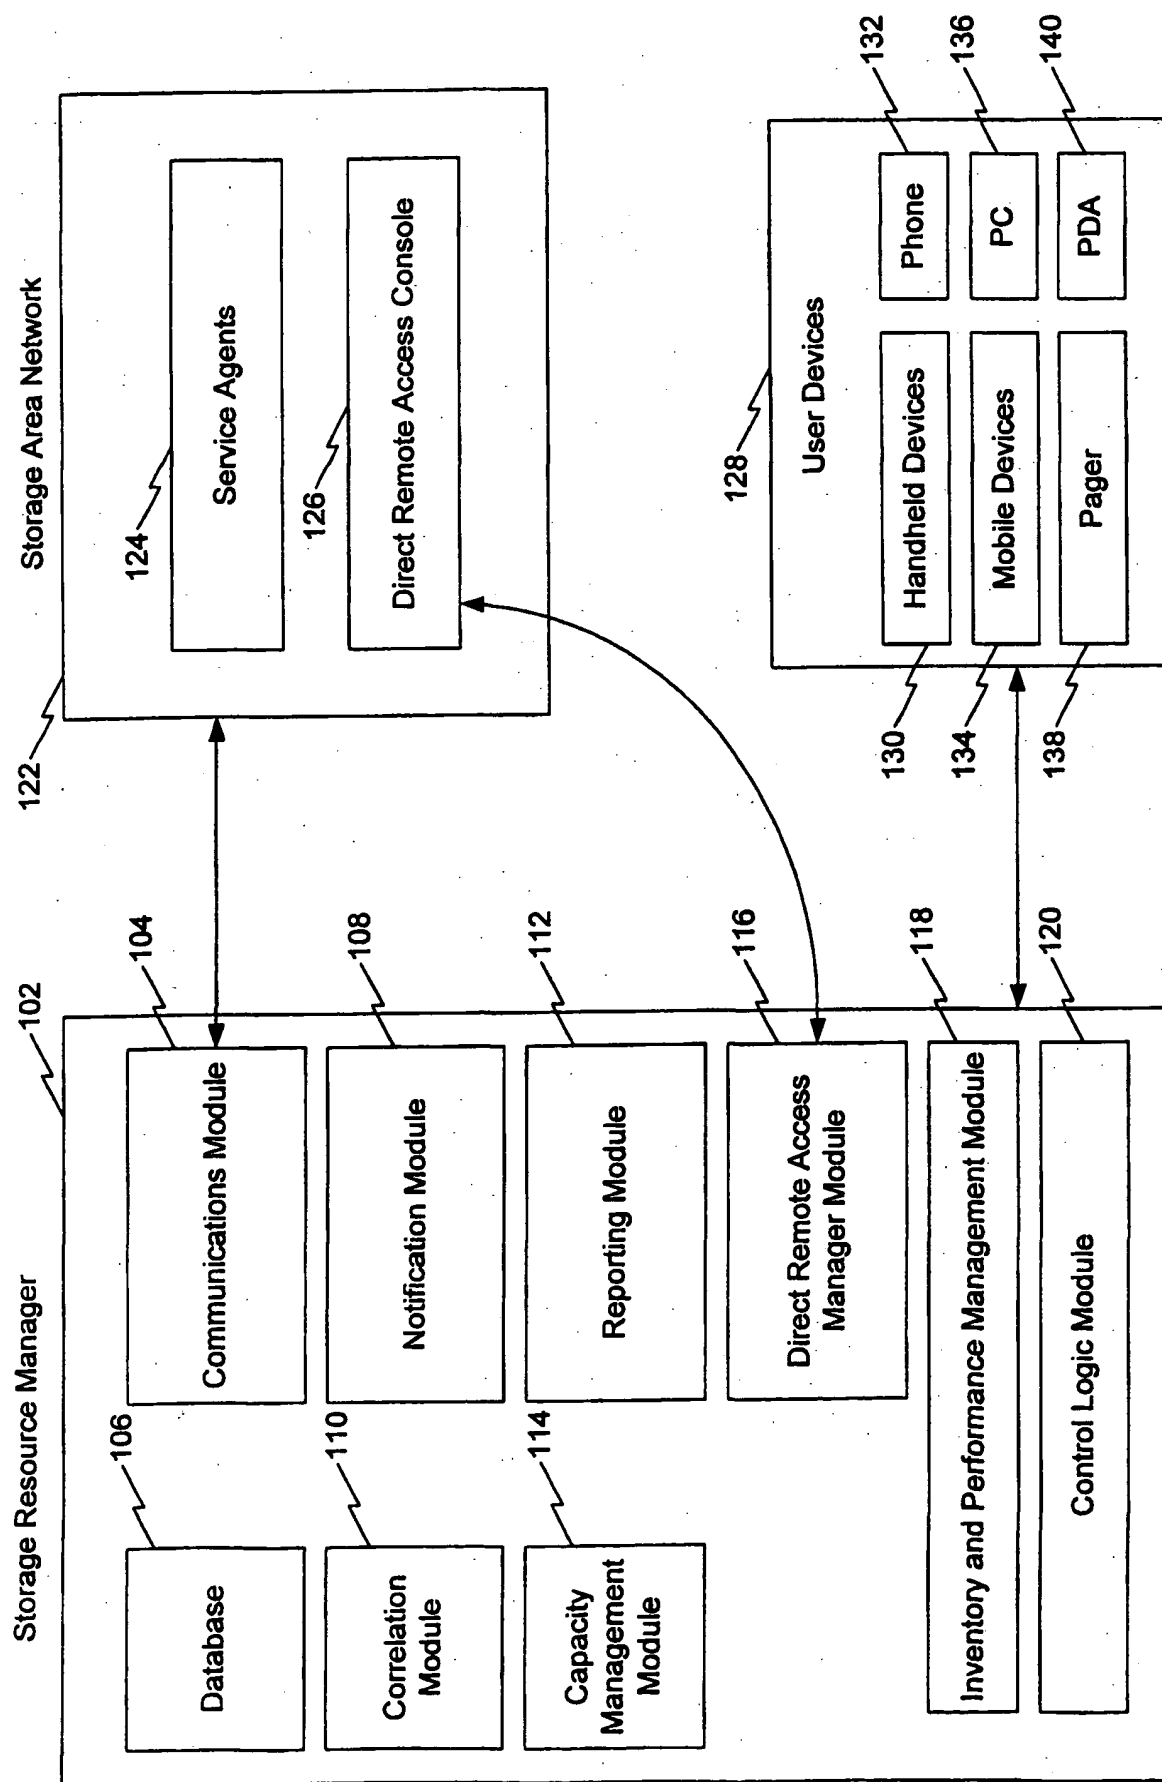 Storage Resource Manager
102
Database
106
Communications Module
104
Correlation
Module
110
Notification Module
108
Capacity
Management
Module
114
Reporting Module
112
Direct Remote Access
Manager Module
116
Inventory and Performance Management Module
118
Control Logic Module
120
Storage Area Network
122
Service Agents
124
Direct Remote Access Console
126
User Devices
128
Handheld Devices
130
Phone
132
Mobile Devices
134
PC
136
Pager
138
PDA
140